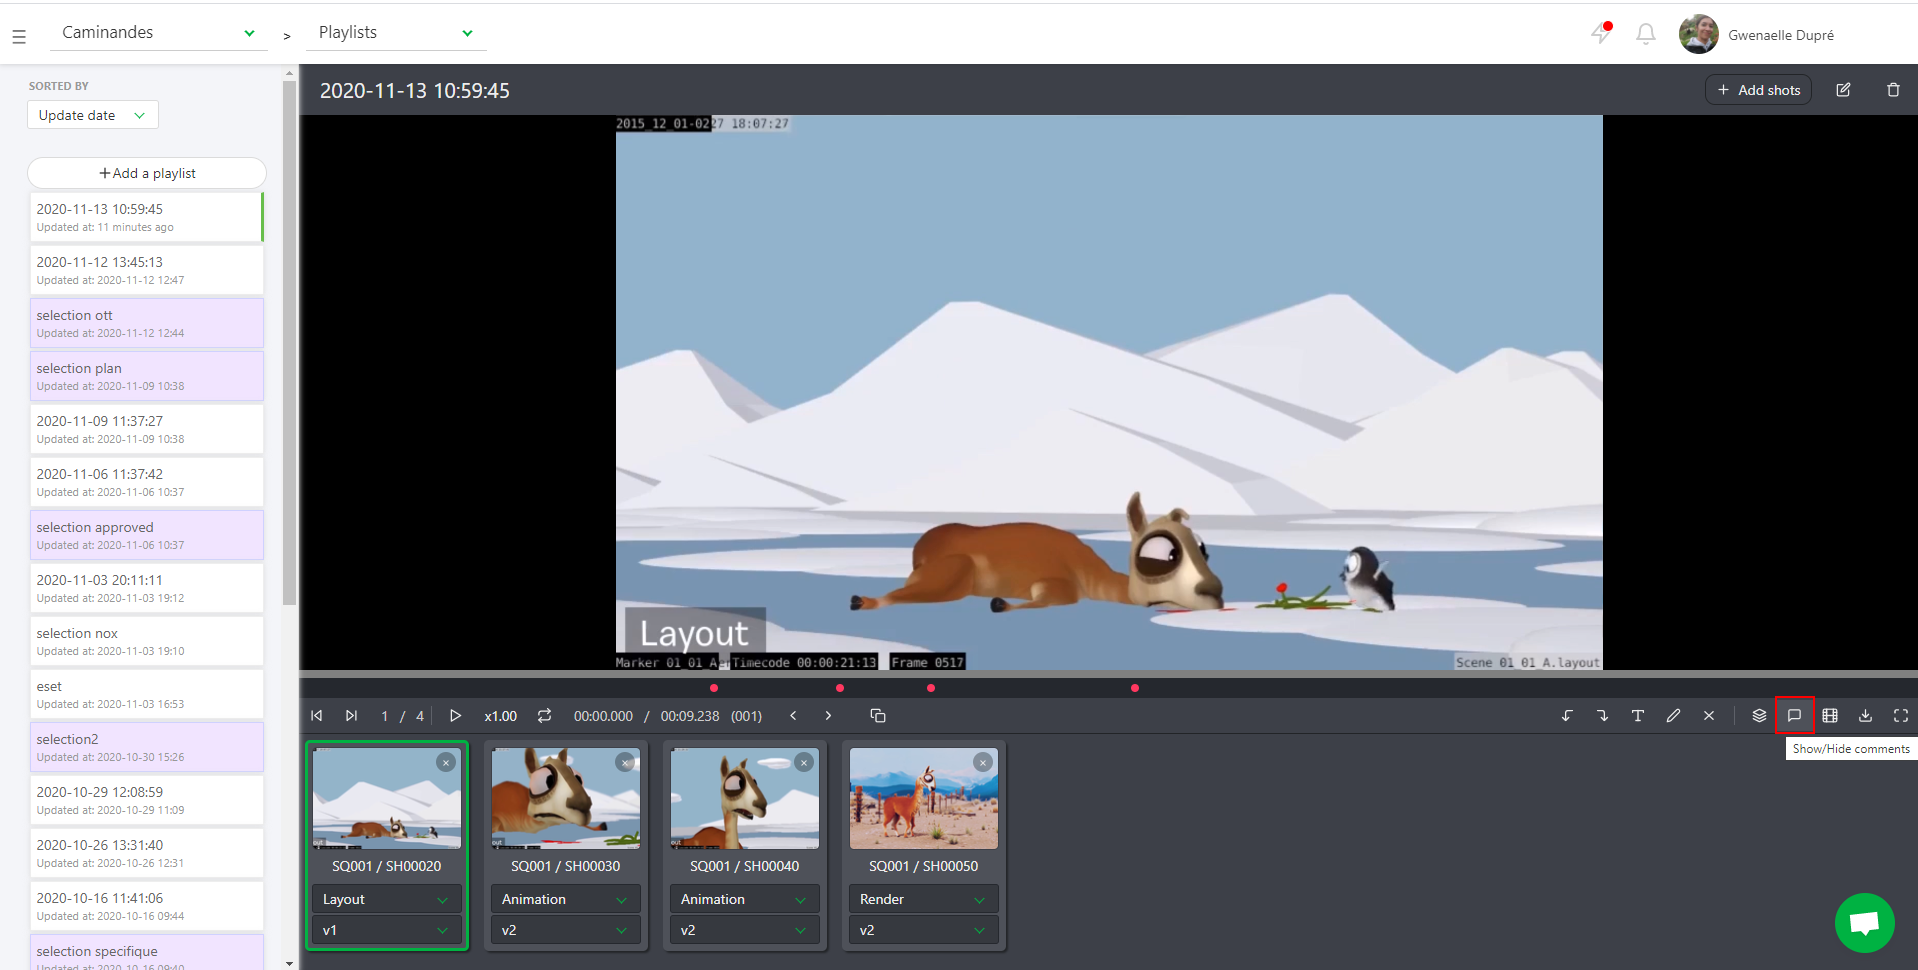 Caminandes
>
Playlists
Gwenaelle Dupré
SORTED BY
Update date
+ Add a playlist
2020-11-13 10:59:45
Updated at: 11 minutes ago
2020-11-12 13:45:13
Updated at: 2020-11-12 12:47
selection ott
Updated at: 2020-11-12 12:44
selection plan
Updated at: 2020-11-09 10:38
2020-11-09 11:37:27
Updated at: 2020-11-09 10:38
2020-11-06 11:37:42
Updated at: 2020-11-06 10:37
selection approved
Updated at: 2020-11-06 10:37
2020-11-03 20:11:11
Updated at: 2020-11-03 19:12
selection nox
Updated at: 2020-11-03 19:10
eset
Updated at: 2020-11-03 16:53
selection2
Updated at: 2020-10-30 15:26
2020-10-29 12:08:59
Updated at: 2020-10-29 11:09
2020-10-26 13:31:40
Updated at: 2020-10-26 12:31
2020-10-16 11:41:06
Updated at: 2020-10-16 09:44
selection specifique
Updated at: 2020-10-16 09:40
2020-11-13 10:59:45
+ Add shots
2015_12_01-0227 18:07:27
Layout
Marker 01_01_A Timecode 00:00:21:13 Frame 0517
Scene 01_01_A.layout
1 / 4
x1.00
00:00.000 / 00:09.238 (001)
T
Show/Hide comments
SQ001 / SH00020
Layout
v1
SQ001 / SH00030
Animation
v2
SQ001 / SH00040
Animation
v2
SQ001 / SH00050
Render
v2